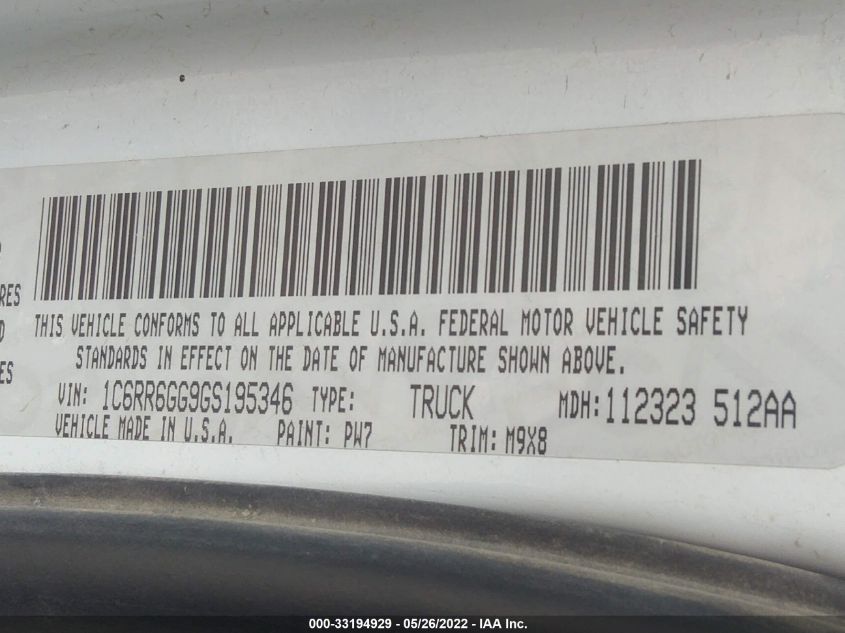 RES
THIS VEHICLE CONFORMS TO ALL APPLICABLE U.S.A. FEDERAL MOTOR VEHICLE SAFETY
STANDARDS IN EFFECT ON THE DATE OF MANUFACTURE SHOWN ABOVE.
ES
VIN: 1C6RR6GG9GS195346 TYPE: TRUCK MDH:112323 512AA
VEHICLE MADE IN U.S.A. PAINT: PW7 TRIM: M9X8
000-33194929 - 05/26/2022 - IAA Inc.